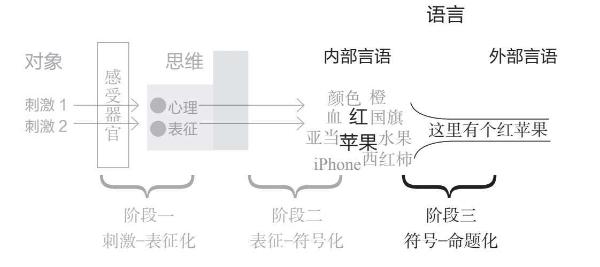 语言
对象
思维
内部言语
外部言语
感受器官
刺激1
刺激2
心理
表征
颜色 橙
血 红 国旗
亚当 苹果 水果
iPhone 西红柿
这里有个红苹果
阶段一
刺激–表征化
阶段二
表征–符号化
阶段三
符号–命题化